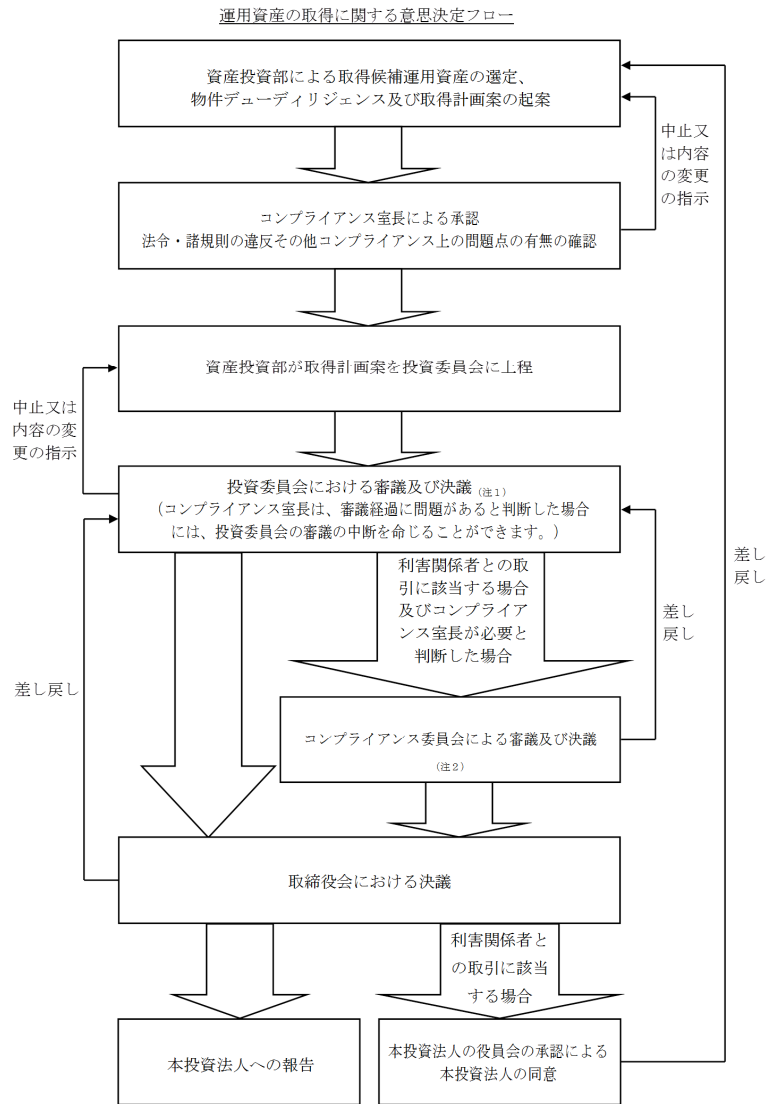 運用資産の取得に関する意思決定フロー
資産投資部による取得候補運用資産の選定、
物件デューディリジェンス及び取得計画案の起案
中止又
は内容
の変更
の指示
コンプライアンス室長による承認
法令・諸規則の違反その他コンプライアンス上の問題点の有無の確認
資産投資部が取得計画案を投資委員会に上程
中止又は
内容の変
更の指示
投資委員会における審議及び決議(注1)
（コンプライアンス室長は、審議経過に問題があると判断した場合
には、投資委員会の審議の中断を命じることができます。）
利害関係者との取
引に該当する場合
及びコンプライア
ンス室長が必要と
判断した場合
差し
戻し
差し
戻し
差し戻し
コンプライアンス委員会による審議及び決議
(注2)
取締役会における決議
利害関係者と
の取引に該当
する場合
本投資法人への報告
本投資法人の役員会の承認による
本投資法人の同意